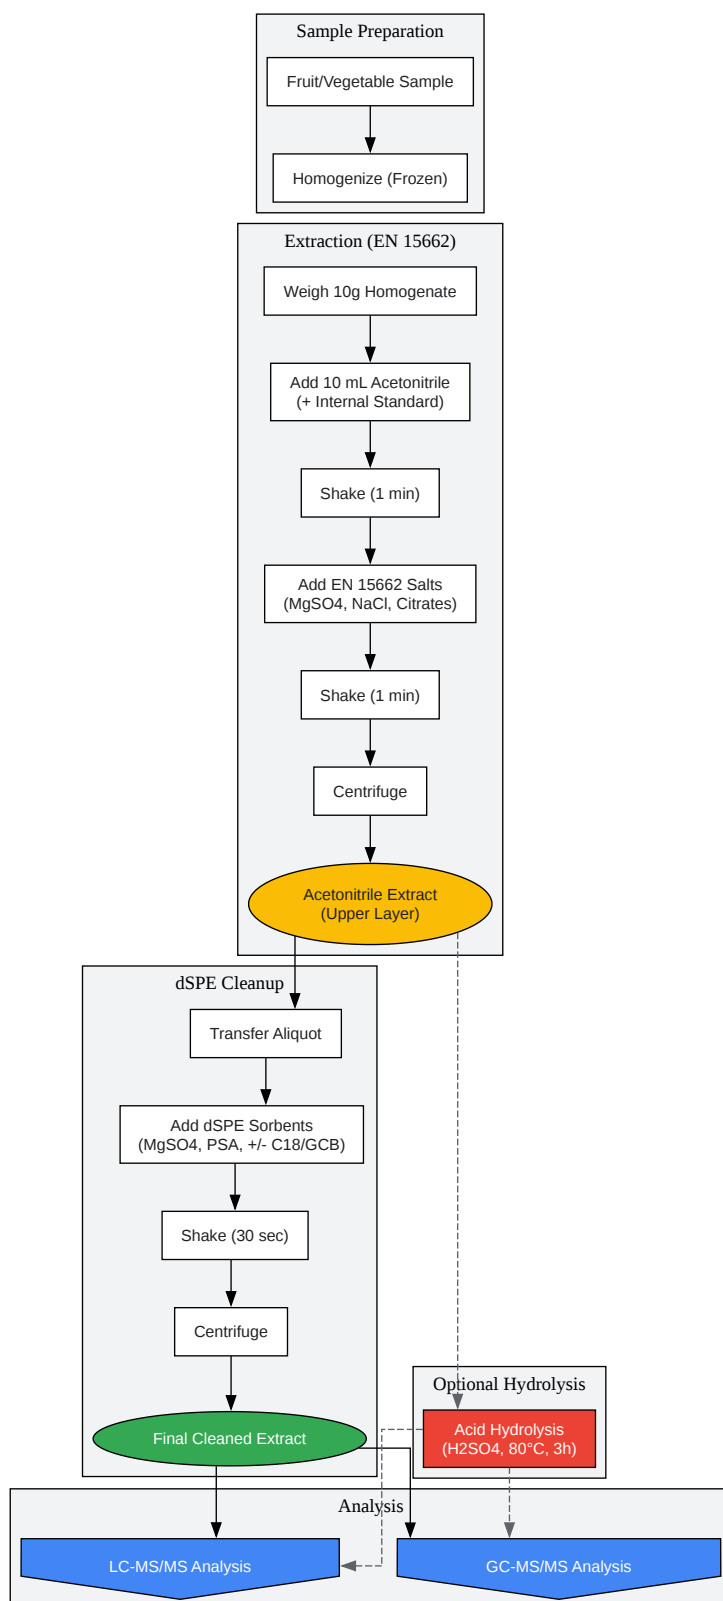 Sample Preparation
Fruit/Vegetable Sample
Homogenize (Frozen)
Extraction (EN 15662)
Weigh 10g Homogenate
Add 10 mL Acetonitrile
(+ Internal Standard)
Shake (1 min)
Add EN 15662 Salts
(MgSO4, NaCl, Citrates)
Shake (1 min)
Centrifuge
Acetonitrile Extract
(Upper Layer)
dSPE Cleanup
Transfer Aliquot
Add dSPE Sorbents
(MgSO4, PSA, +/- C18/GCB)
Shake (30 sec)
Centrifuge
Final Cleaned Extract
Optional Hydrolysis
Acid Hydrolysis
(H2SO4, 80°C, 3h)
Analysis
LC-MS/MS Analysis
GC-MS/MS Analysis